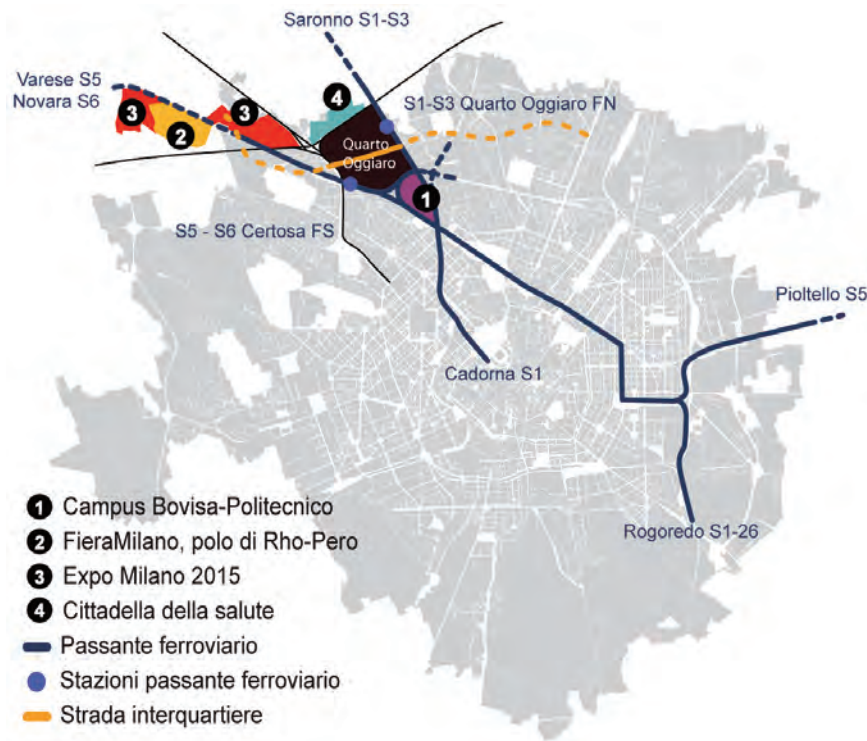 Saronno S1-S3
Varese S5
Novara S6
3
2
3
4
S1-S3 Quarto Oggiaro FN
Quarto
Oggiaro
1
S5 - S6 Certosa FS
Pioltello S5
Cadorna S1
Rogoredo S1-26
1 Campus Bovisa-Politecnico
2 FieraMilano, polo di Rho-Pero
3 Expo Milano 2015
4 Cittadella della salute
Passante ferroviario
Stazioni passante ferroviario
Strada interquartiere